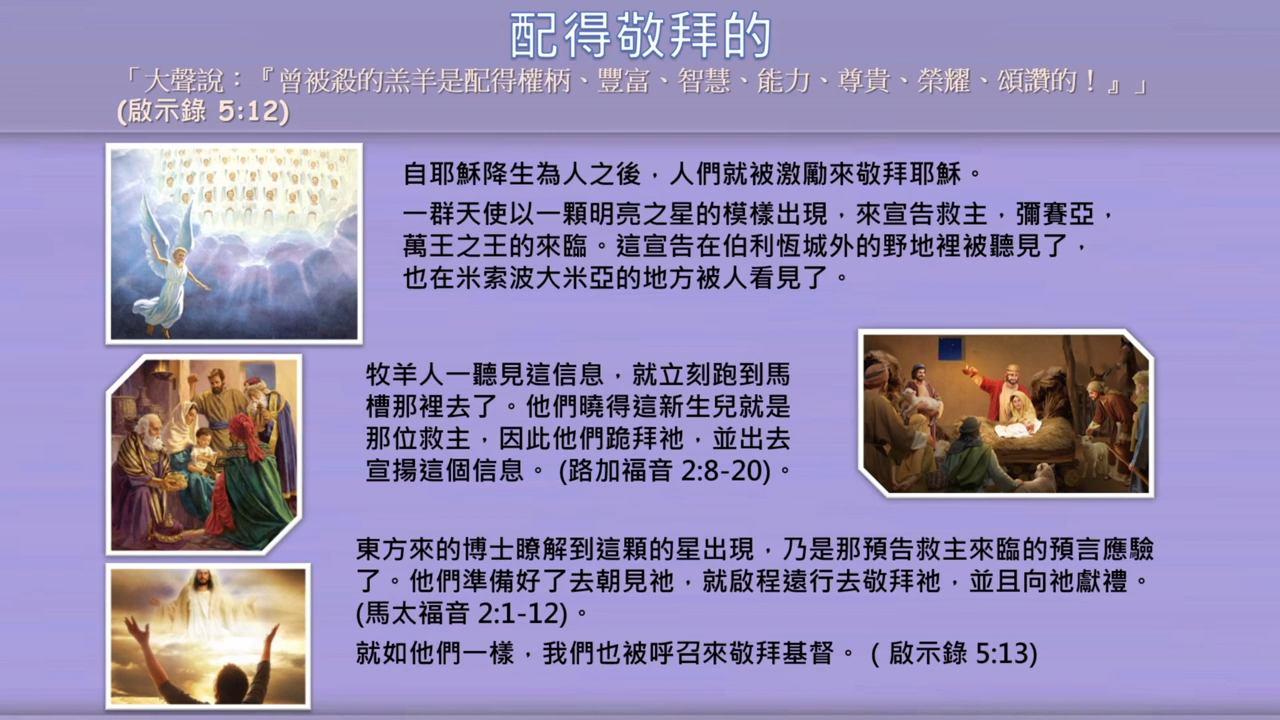 配得敬拜的
「大聲說：『曾被殺的羔羊是配得權柄、豐富、智慧、能力、尊貴、榮耀、頌讚的！』」
(啟示錄 5:12)
自耶穌降生為人之後，人們就被激勵來敬拜耶穌。
一群天使以一顆明亮之星的模樣出現，來宣告救主，彌賽亞，
萬王之王的來臨。這宣告在伯利恆城外的野地裡被聽見了，
也在米索波大米亞的地方被人看見了。
牧羊人一聽見這信息，就立刻跑到馬
槽那裡去了。他們曉得這新生兒就是
那位救主，因此他們跪拜祂，並出去
宣揚這個信息。 (路加福音 2:8-20)。
東方來的博士瞭解到這顆的星出現，乃是那預告救主來臨的預言應驗
了。他們準備好了去朝見祂，就啟程遠行去敬拜祂，並且向祂獻禮。
(馬太福音 2:1-12)。
就如他們一樣，我們也被呼召來敬拜基督。 ( 啟示錄 5:13)